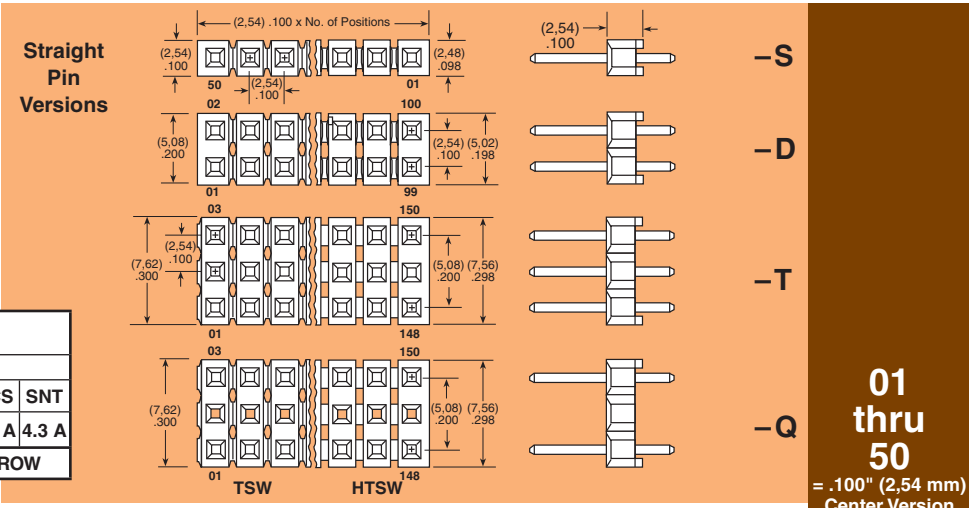 Straight
Pin
Versions
(2,54) .100 x No. of Positions
(2,54)
.100
(2,48)
.098
50
(2,54)
.100
01
(2,54)
.100
–S
02
100
(5,08)
.200
(2,54)
.100
(5,02)
.198
01
99
–D
03
150
(2,54)
.100
(7,62)
.300
(5,08)
.200
(7,56)
.298
01
148
–T
03
150
(7,62)
.300
(5,08)
.200
(7,56)
.298
01
148
–Q
TSW
HTSW
S SNT
A 4.3 A
ROW
01
thru
50
= .100" (2,54 mm)
Center Version